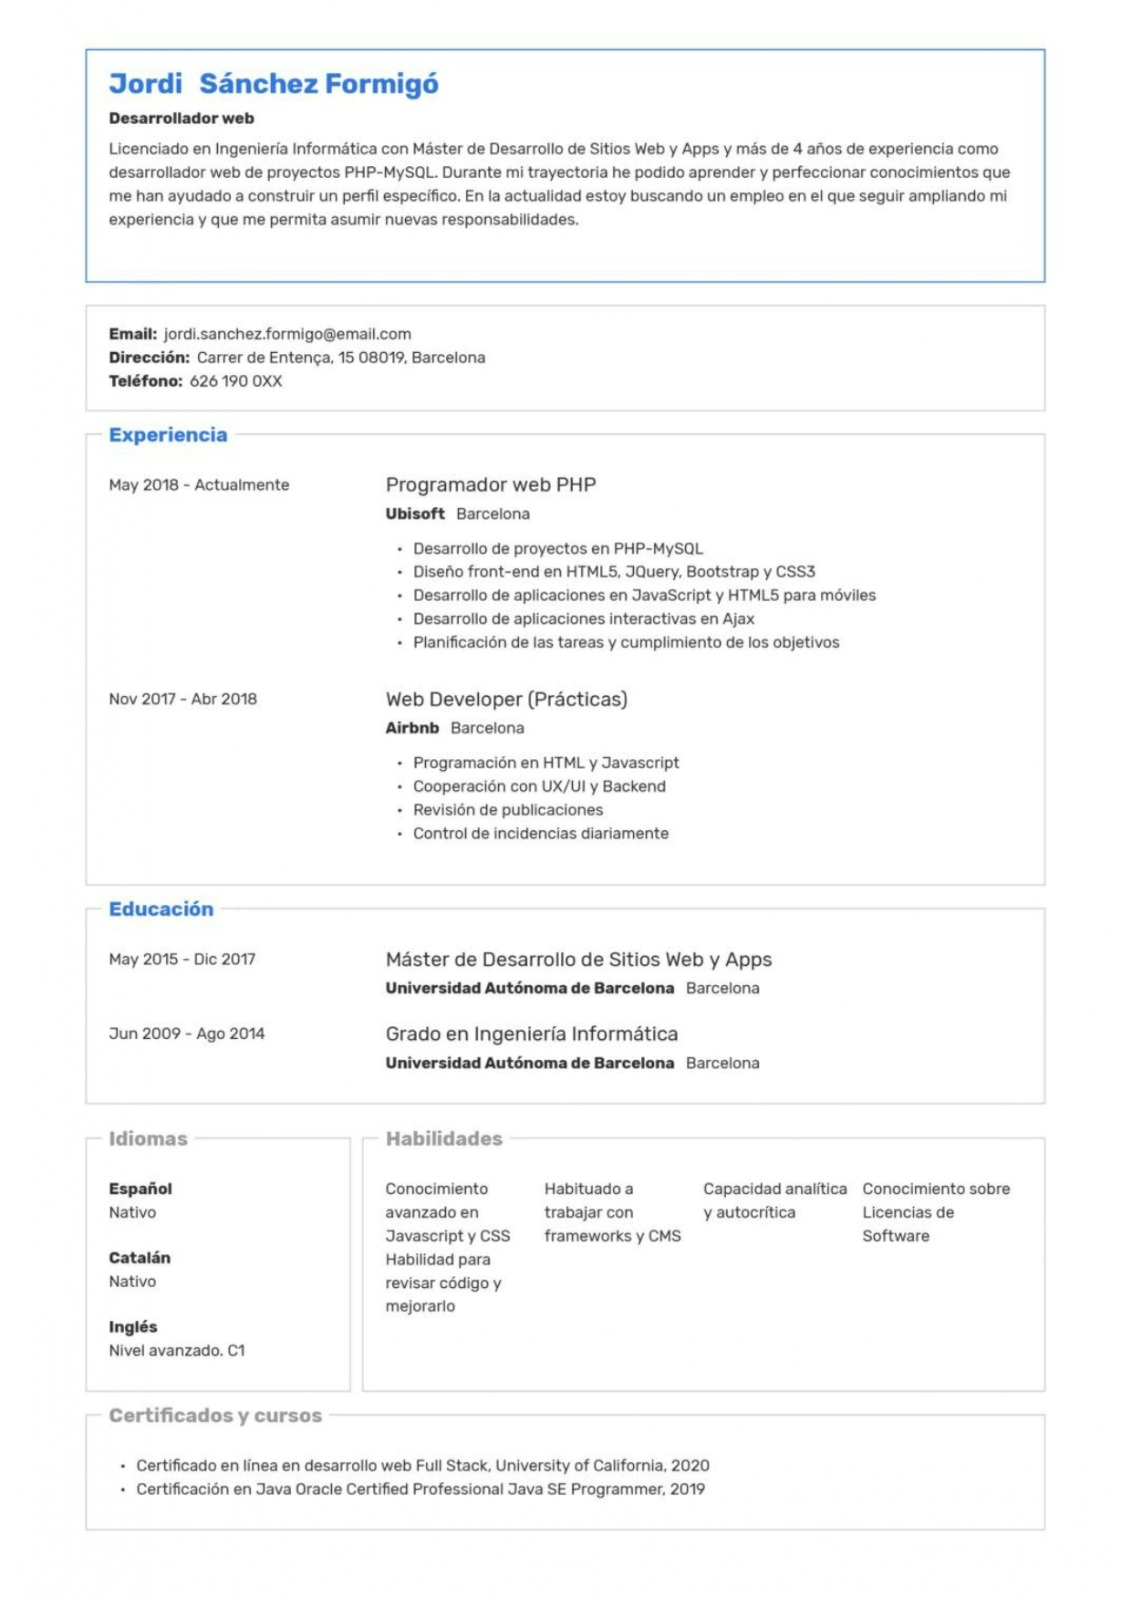 Jordi Sánchez Formigó
Desarrollador web
Licenciado en Ingeniería Informática con Máster de Desarrollo de Sitios Web y Apps y más de 4 años de experiencia como
desarrollador web de proyectos PHP-MySQL. Durante mi trayectoria he podido aprender y perfeccionar conocimientos que
me han ayudado a construir un perfil específico. En la actualidad estoy buscando un empleo en el que seguir ampliando mi
experiencia y que me permita asumir nuevas responsabilidades.
Email: jordi.sanchez.formigo@email.com
Dirección: Carrer de Entença, 15 08019, Barcelona
Teléfono: 626 190 0XX
Experiencia
May 2018 - Actualmente
Programador web PHP
Ubisoft Barcelona
• Desarrollo de proyectos en PHP-MySQL
• Diseño front-end en HTML5, JQuery, Bootstrap y CSS3
• Desarrollo de aplicaciones en JavaScript y HTML5 para móviles
• Desarrollo de aplicaciones interactivas en Ajax
• Planificación de las tareas y cumplimiento de los objetivos
Nov 2017 - Abr 2018
Web Developer (Prácticas)
Airbnb Barcelona
• Programación en HTML y Javascript
• Cooperación con UX/UI y Backend
• Revisión de publicaciones
• Control de incidencias diariamente
Educación
May 2015 - Dic 2017
Máster de Desarrollo de Sitios Web y Apps
Universidad Autónoma de Barcelona Barcelona
Jun 2009 - Ago 2014
Grado en Ingeniería Informática
Universidad Autónoma de Barcelona Barcelona
Idiomas
Español
Nativo
Catalán
Nativo
Inglés
Nivel avanzado. C1
Habilidades
Conocimiento
avanzado en
Javascript y CSS
Habilidad para
revisar código y
mejorarlo
Habituado a
trabajar con
frameworks y CMS
Capacidad analítica
y autocrítica
Conocimiento sobre
Licencias de
Software
Certificados y cursos
• Certificado en línea en desarrollo web Full Stack, University of California, 2020
• Certificación en Java Oracle Certified Professional Java SE Programmer, 2019